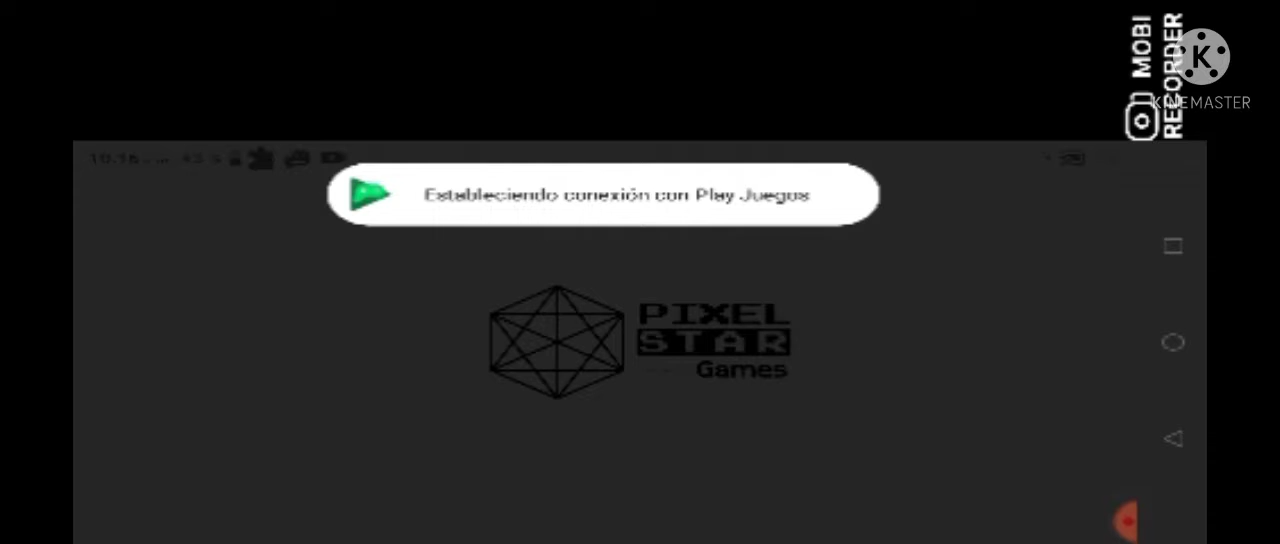 MOBI
RECORDER
K
KINEMASTER
Estableciendo conexión con Play Juegos
PIXEL
STAR
Games